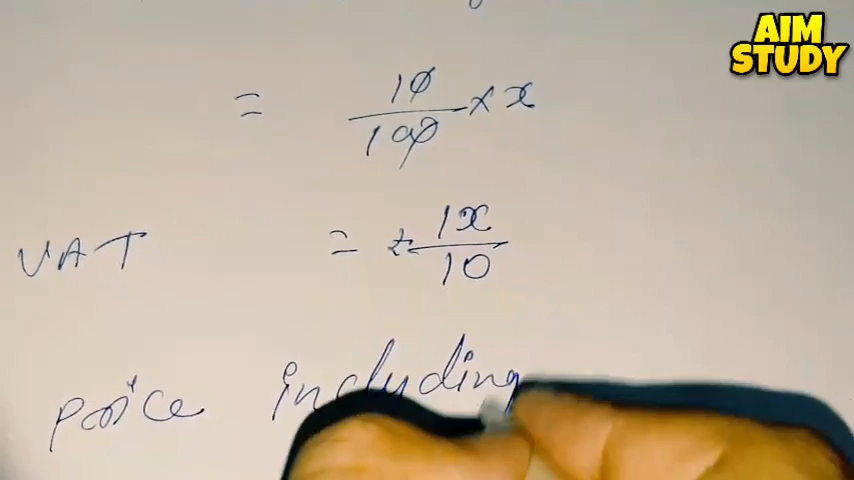 AIM
STUDY
= 10/100 × x
VAT = 1x/10
price including